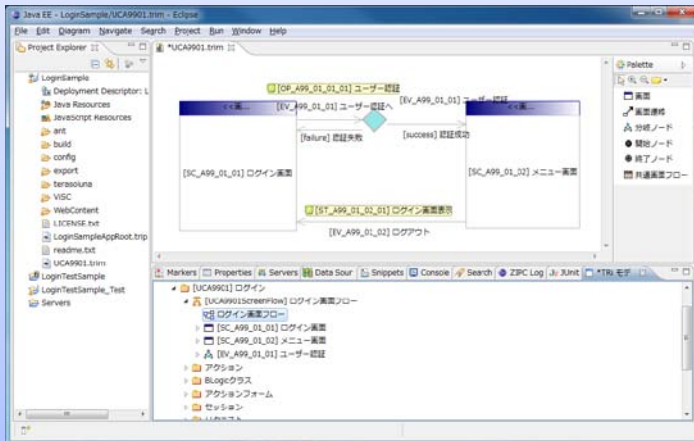 Java EE - LoginSample/UCA9901.trim - Eclipse
File Edit Diagram Navigate Search Project Run Window Help
Project Explorer
LoginSample
Deployment Descriptor: L
Java Resources
JavaScript Resources
ant
build
config
export
terasoluna
VISC
WebContent
LICENSE.txt
LoginSampleAppRoot.trip
readme.txt
UCA9901.trim
LoginTestSample
LoginTestSample_Test
Servers
*UCA9901.trim
[OP_A99_01_01_01] ユーザー認証
[EV_A99_01_01] ユーザー認証へ
[EV_A99_01_01] ユーザー認証
<<画...
<<画...
[failure] 認証失敗
[success] 認証成功
[SC_A99_01_01] ログイン画面
[SC_A99_01_02] メニュー画面
[ST_A99_01_02_01] ログイン画面表示
[EV_A99_01_02] ログアウト
Palette
画面
画面遷移
分岐ノード
開始ノード
終了ノード
共通画面フロー
Markers Properties Servers Data Sour Snippets Console Search ZIPC Log JUnit *TRI モデ
[UCA9901] ログイン
[UCA9901ScreenFlow] ログイン画面フロー
ログイン画面フロー
[SC_A99_01_01] ログイン画面
[SC_A99_01_02] メニュー画面
[EV_A99_01_01] ユーザー認証
アクション
BLogicクラス
アクションフォーム
セッション
リクエスト